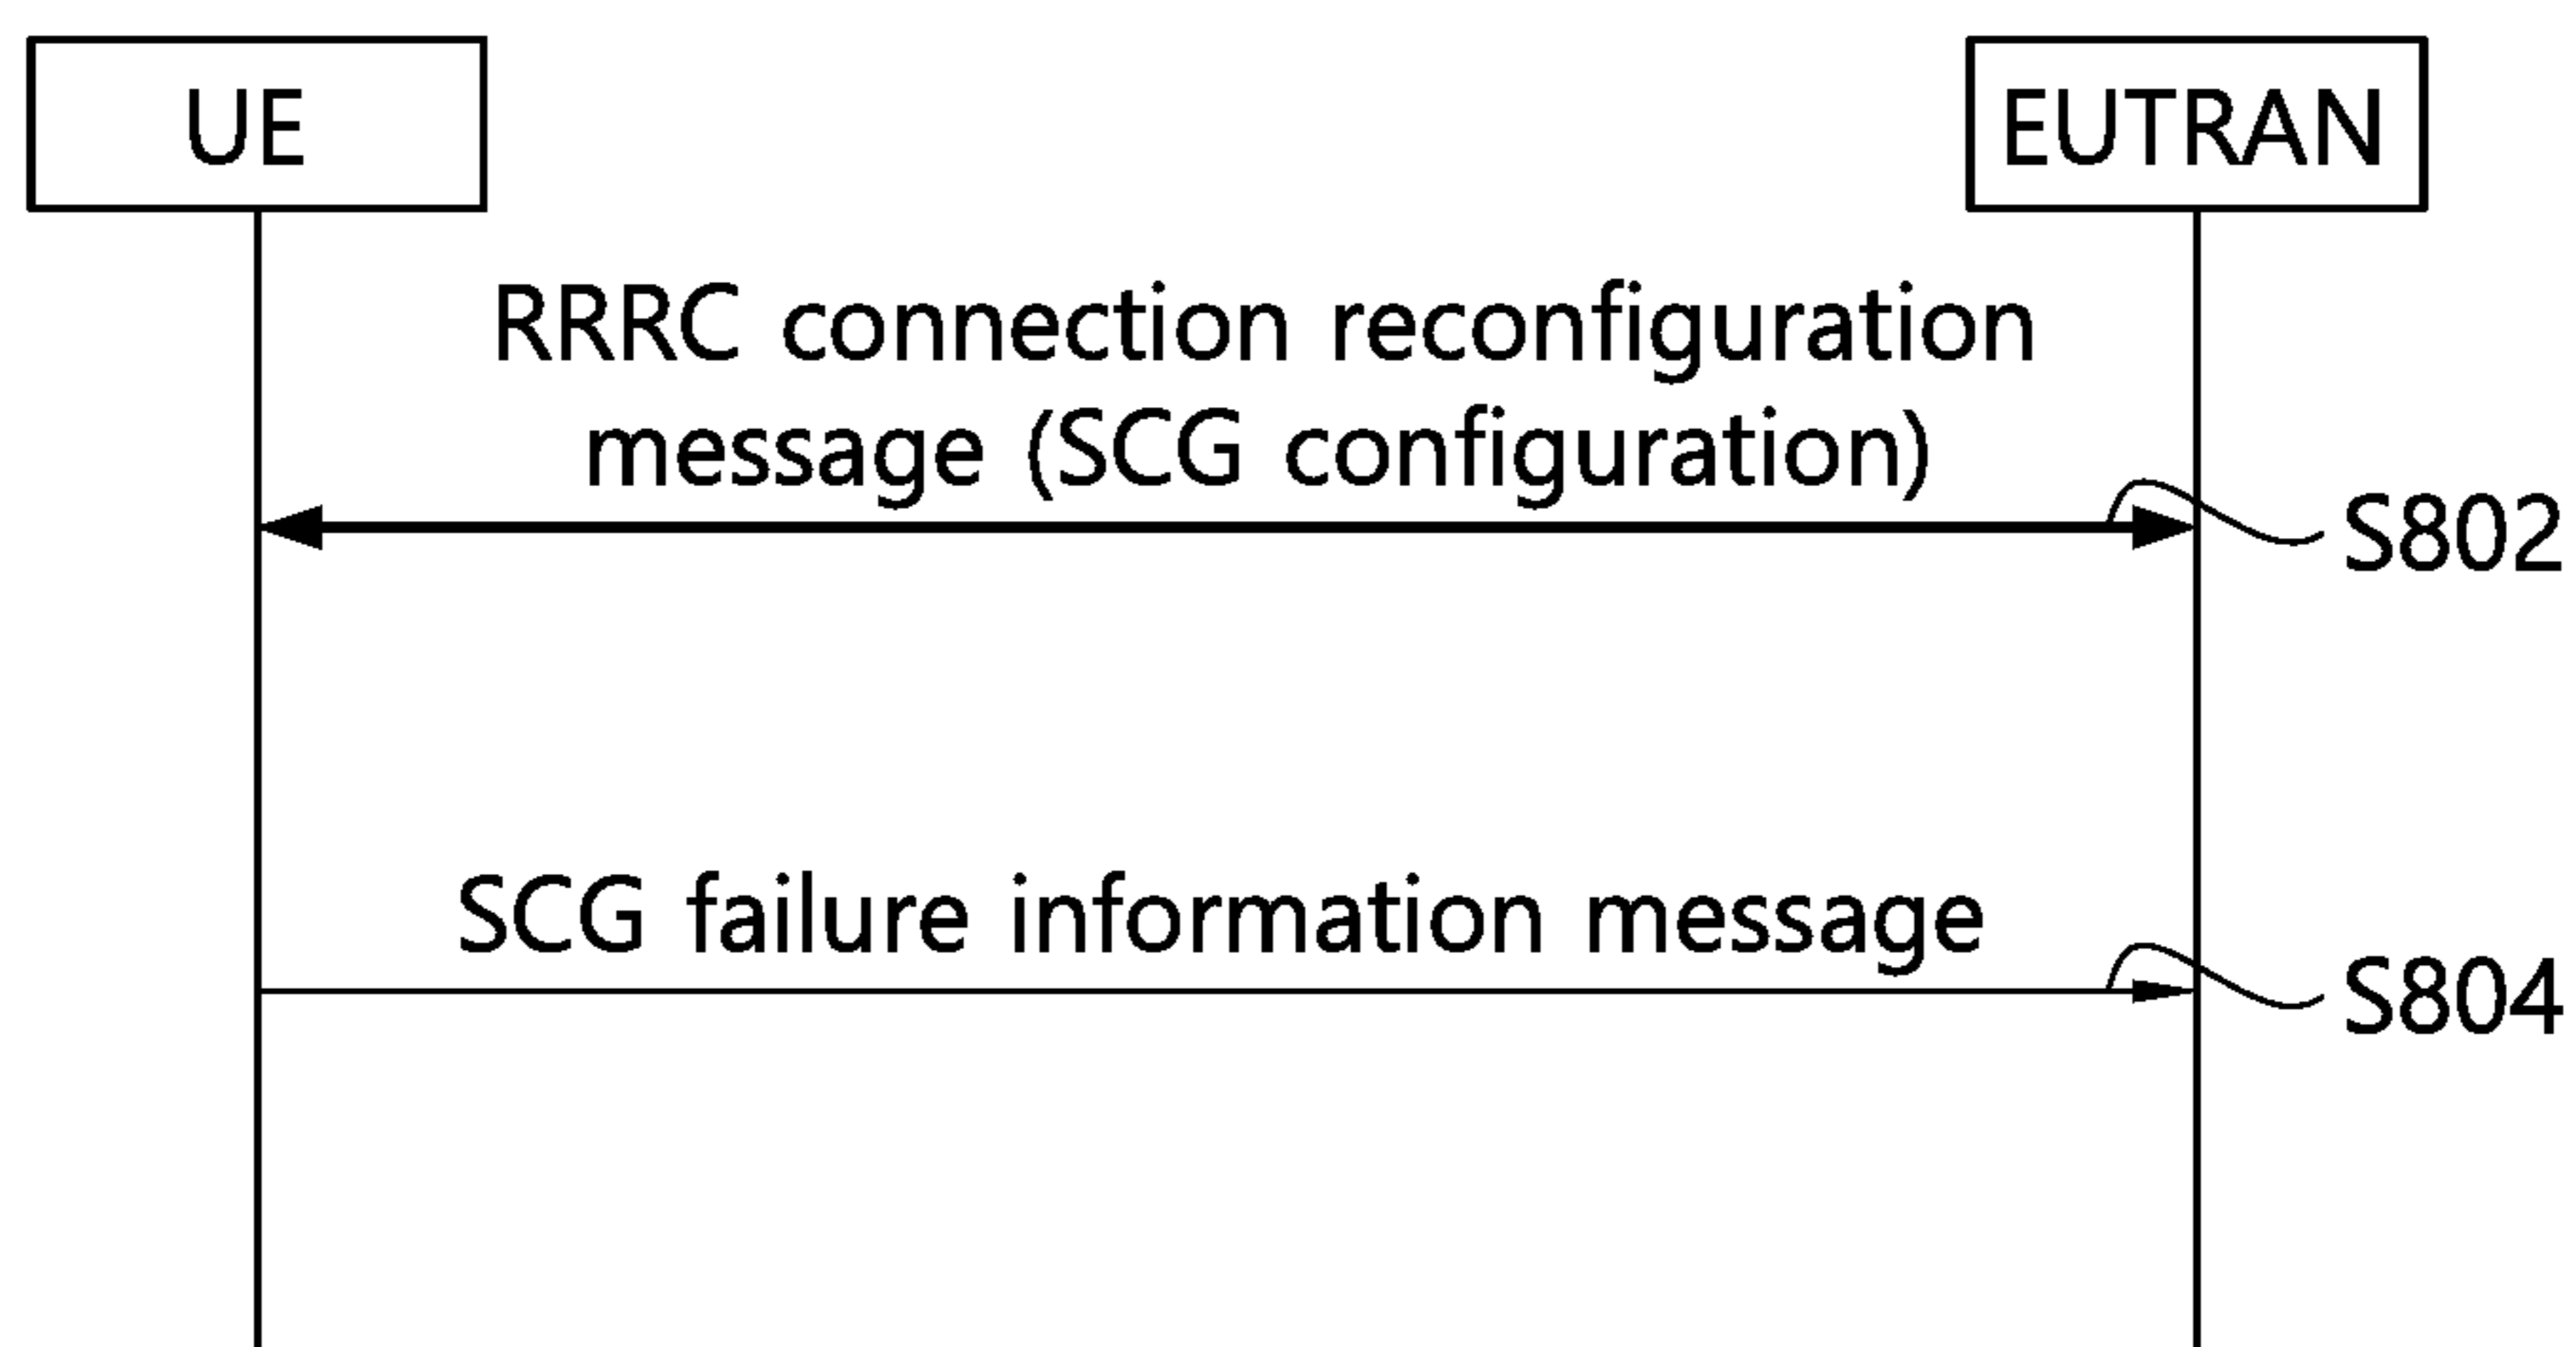 UE
EUTRAN
RRRC connection reconfiguration
message (SCG configuration)
S802
SCG failure information message
S804